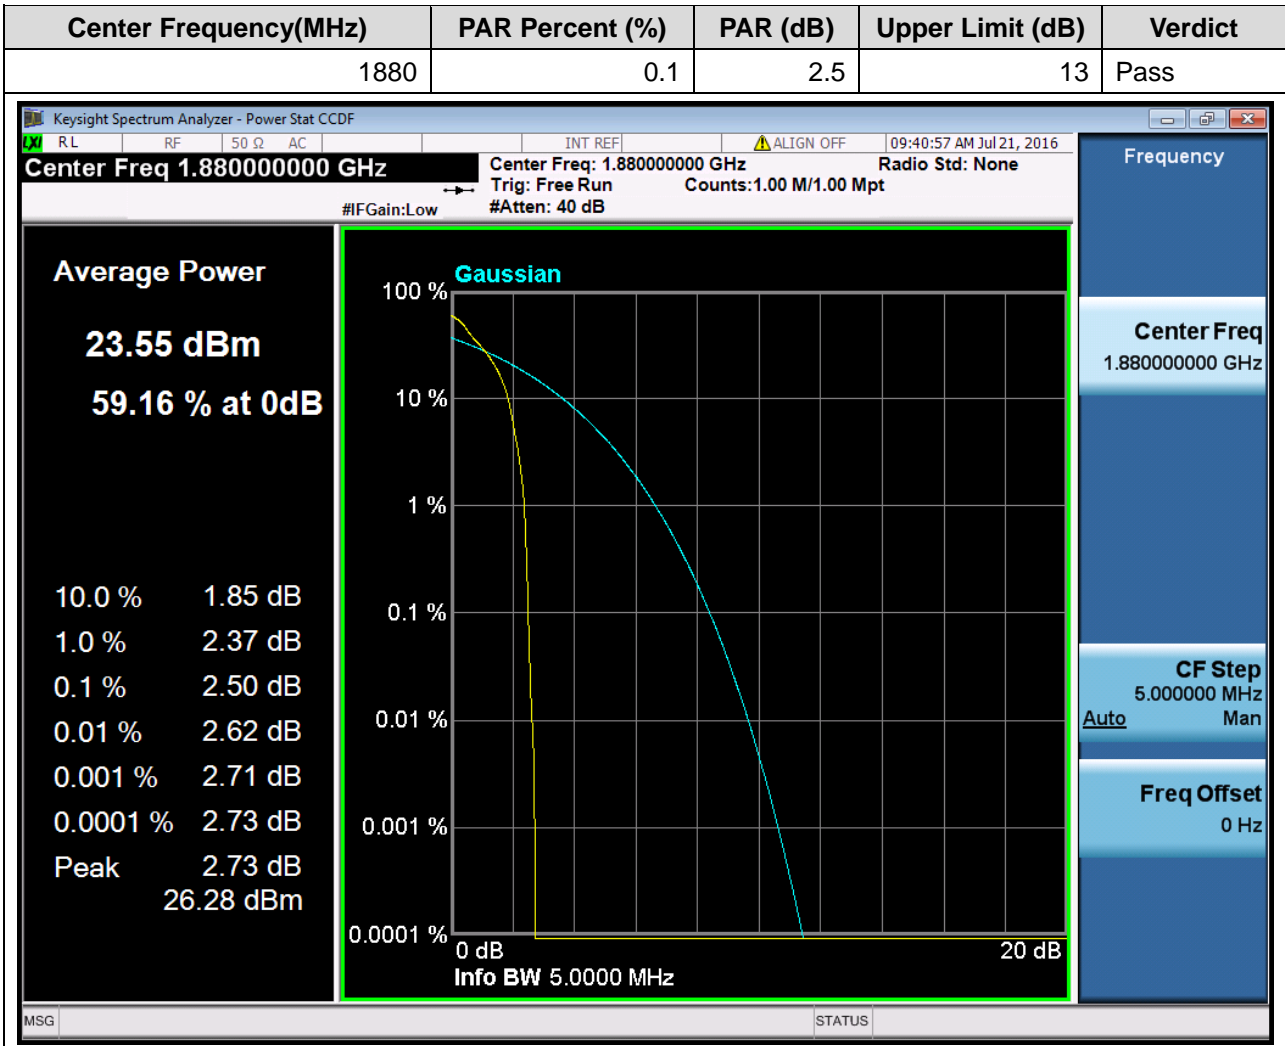 Center Frequency(MHz) PAR Percent (%) PAR (dB) Upper Limit (dB) Verdict
1880 0.1 2.5 13 Pass
Keysight Spectrum Analyzer - Power Stat CCDF
LXI RL RF 50 Ω AC INT REF ALIGN OFF 09:40:57 AM Jul 21, 2016
Center Freq 1.880000000 GHz
Center Freq: 1.880000000 GHz Radio Std: None
Trig: Free Run Counts:1.00 M/1.00 Mpt
#IFGain:Low #Atten: 40 dB
Average Power
23.55 dBm
59.16 % at 0dB
10.0 % 1.85 dB
1.0 % 2.37 dB
0.1 % 2.50 dB
0.01 % 2.62 dB
0.001 % 2.71 dB
0.0001 % 2.73 dB
Peak 2.73 dB
26.28 dBm
Gaussian
100 %
10 %
1 %
0.1 %
0.01 %
0.001 %
0.0001 %
0 dB 20 dB
Info BW 5.0000 MHz
Frequency
Center Freq
1.880000000 GHz
CF Step
5.000000 MHz
Auto Man
Freq Offset
0 Hz
MSG STATUS